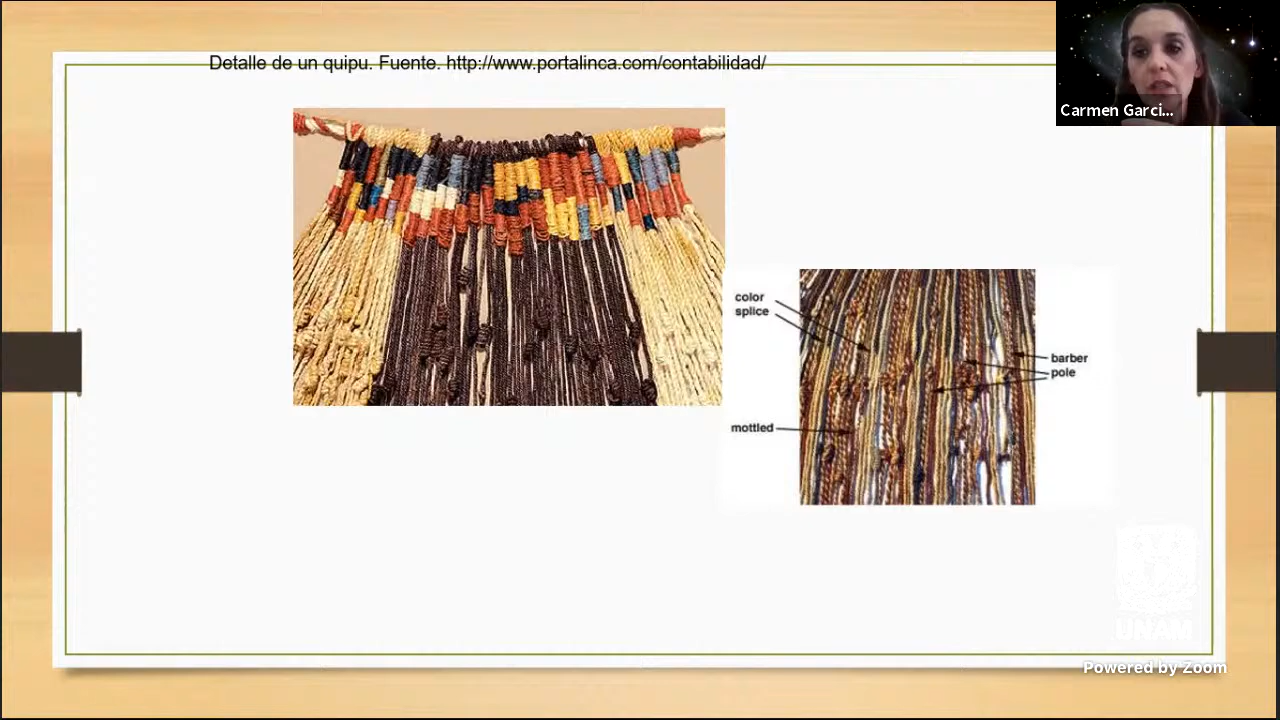 Detalle de un quipu. Fuente. http://www.portalinca.com/contabilidad/
Carmen Garci...
color
splice
barber
pole
mottled
UNAM
Powered by Zoom